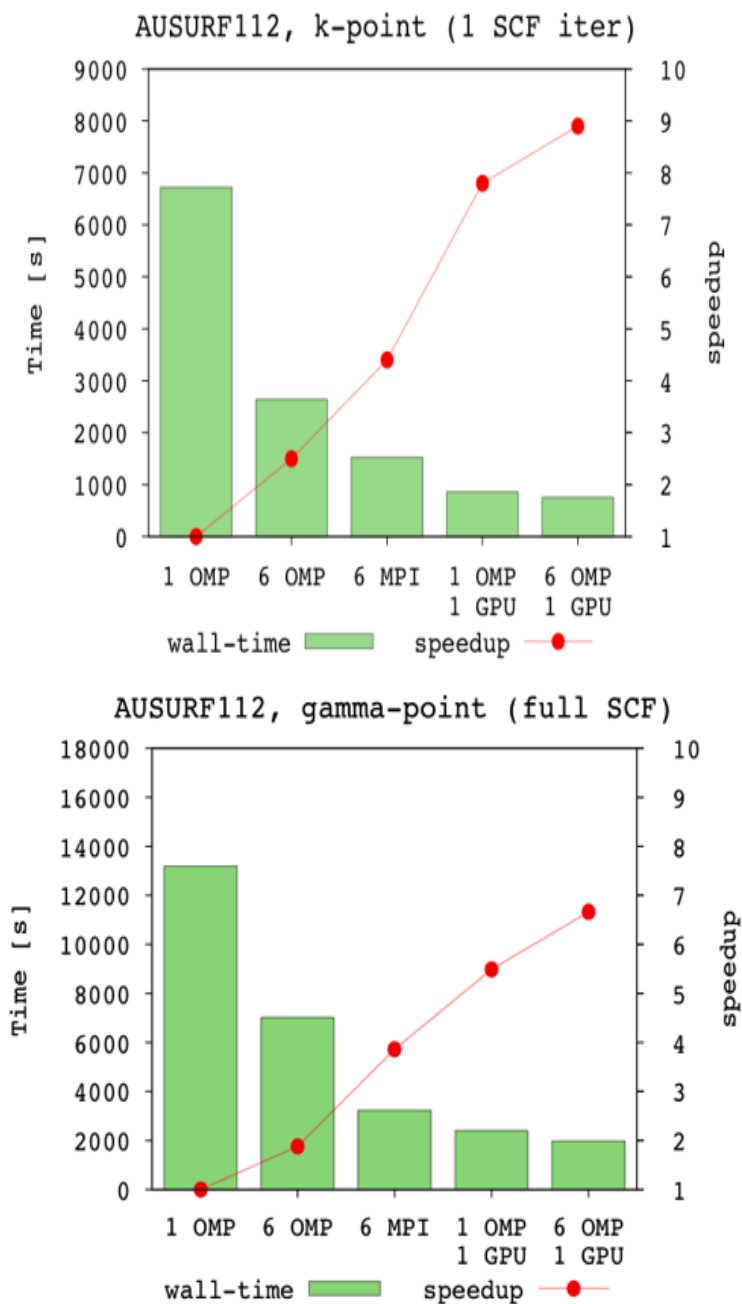 AUSURF112, k-point (1 SCF iter)
9000
8000
7000
6000
5000
4000
3000
2000
1000
0
Time [s]
10
9
8
7
6
5
4
3
2
1
speedup
1 OMP
6 OMP
6 MPI
1 OMP
1 GPU
6 OMP
1 GPU
wall-time
speedup
AUSURF112, gamma-point (full SCF)
18000
16000
14000
12000
10000
8000
6000
4000
2000
0
Time [s]
10
9
8
7
6
5
4
3
2
1
speedup
1 OMP
6 OMP
6 MPI
1 OMP
1 GPU
6 OMP
1 GPU
wall-time
speedup